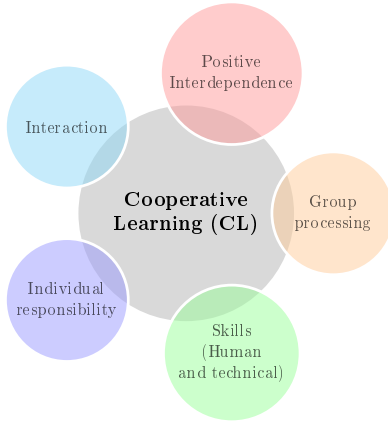 Positive
Interdependence
Interaction
Cooperative
Learning (CL)
Group
processing
Individual
responsibility
Skills
(Human
and technical)